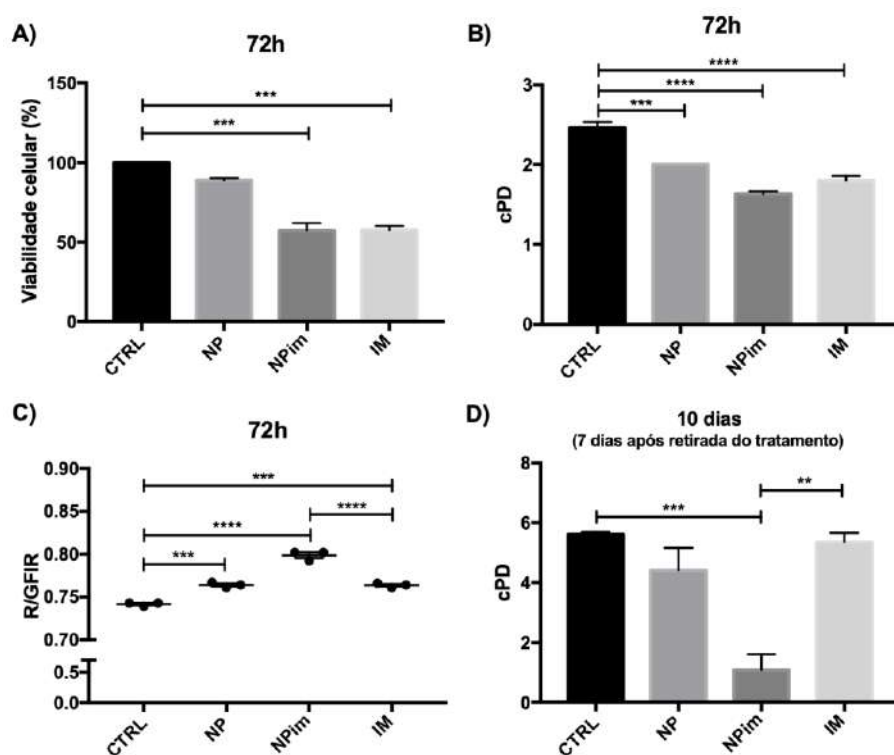 A)
72h
Viabilidade celular (%)
150
100
50
0
***
***
CTRL
NP
NPim
IM
B)
72h
cPD
3
2
1
0
****
****
***
CTRL
NP
NPim
IM
C)
72h
R/GFIR
0.90
0.85
0.80
0.75
0.70
0.5
0.0
***
****
****
***
CTRL
NP
NPim
IM
D)
10 dias
(7 dias após retirada do tratamento)
cPD
8
6
4
2
0
***
**
CTRL
NP
NPim
IM